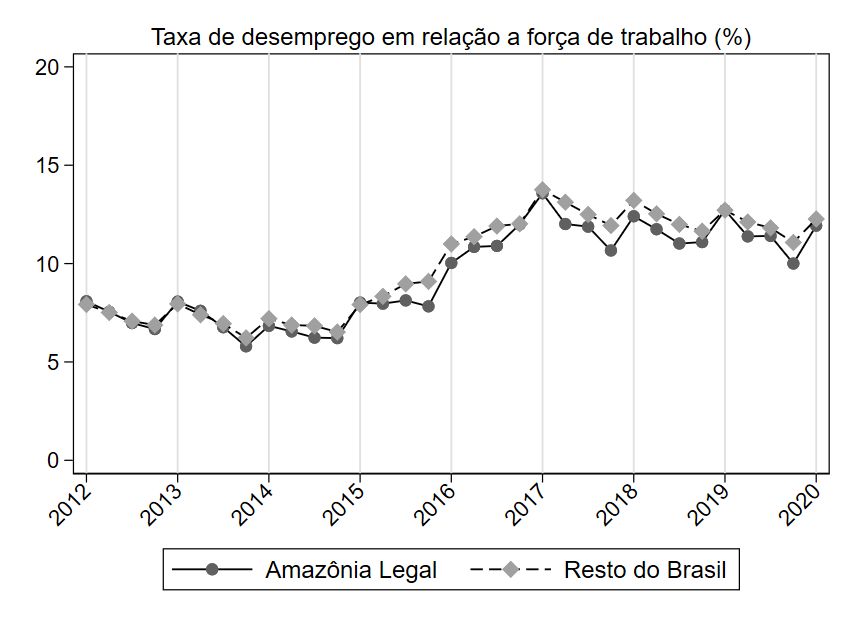 Taxa de desemprego em relação a força de trabalho (%)
20
15
10
5
0
2012 2013 2014 2015 2016 2017 2018 2019 2020
Amazônia Legal Resto do Brasil